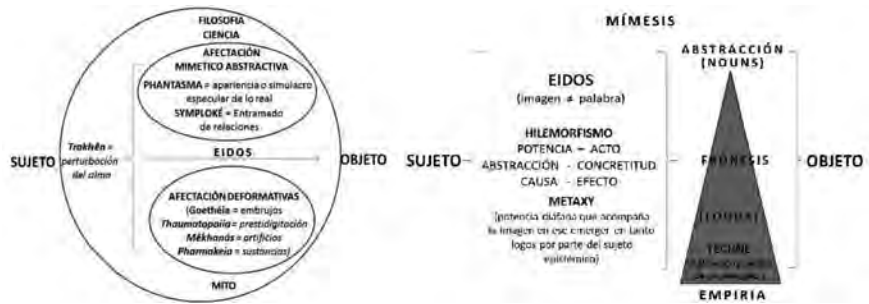 FILOSOFIA
CIENCIA
AFECTACIÓN
MIMETICO ABSTRACTIVA
PHANTASMA = apariencia o simulacro
especular de lo real
SYMPLOKÉ = Entramado
de relaciones
Trakhên =
perturbación
del alma
SUJETO
EIDOS
OBJETO
AFECTACIÓN DEFORMATIVAS
(Goethéia = embrujos
Thaumatopoiía = prestidigitación
Mékhanás = artificios
Pharmakeia = sustancias)
MITO
MÍMESIS
ABSTRACCIÓN
(NOUNS)
EIDOS
(imagen ≠ palabra)
HILEMORFISMO
POTENCIA – ACTO
SUJETO
ABSTRACCIÓN - CONCRETITUD
FRÓNESIS
OBJETO
CAUSA - EFECTO
METAXY
(potencia diáfana que acompaña
la imagen en ese emerger en tanto
logos por parte del sujeto
epistémico)
TECHNE
EMPIRIA